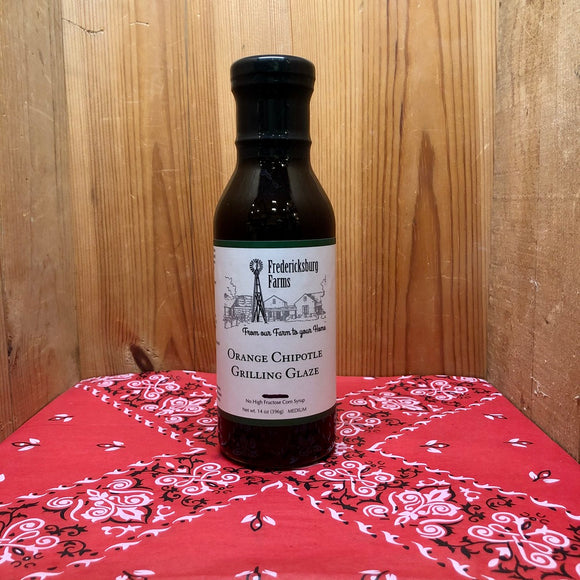 Fredericksburg
Farms
From our Farm to your Home
Orange Chipotle
Grilling Glaze
No High Fructose Corn Syrup
Net wt. 14 oz (396g) MEDIUM